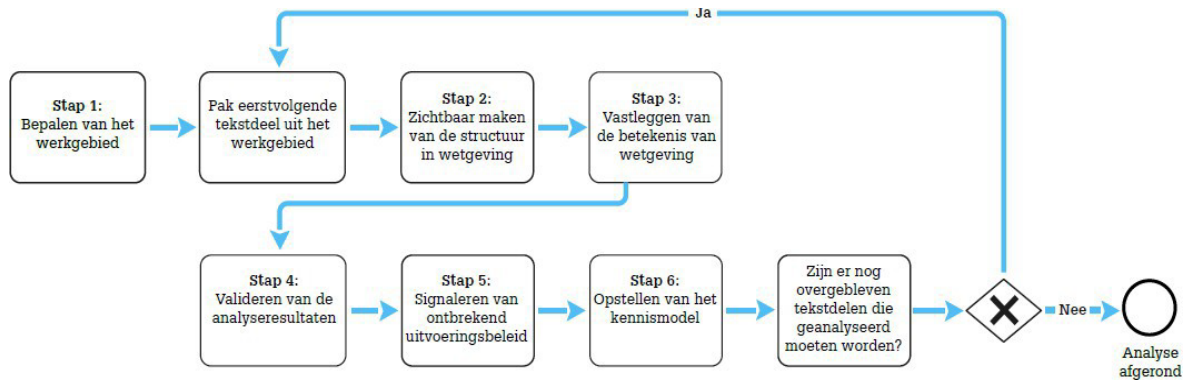 Ja
Stap 1:
Bepalen van het
werkgebied
Pak eerstvolgende
tekstdeel uit het
werkgebied
Stap 2:
Zichtbaar maken
van de structuur
in wetgeving
Stap 3:
Vastleggen van
de betekenis van
wetgeving
Stap 4:
Valideren van de
analyseresultaten
Stap 5:
Signaleren van
ontbrekend
uitvoeringsbeleid
Stap 6:
Opstellen van het
kennismodel
Zijn er nog
overgebleven
tekstdelen die
geanalyseerd
moeten worden?
Nee
Analyse
afgerond